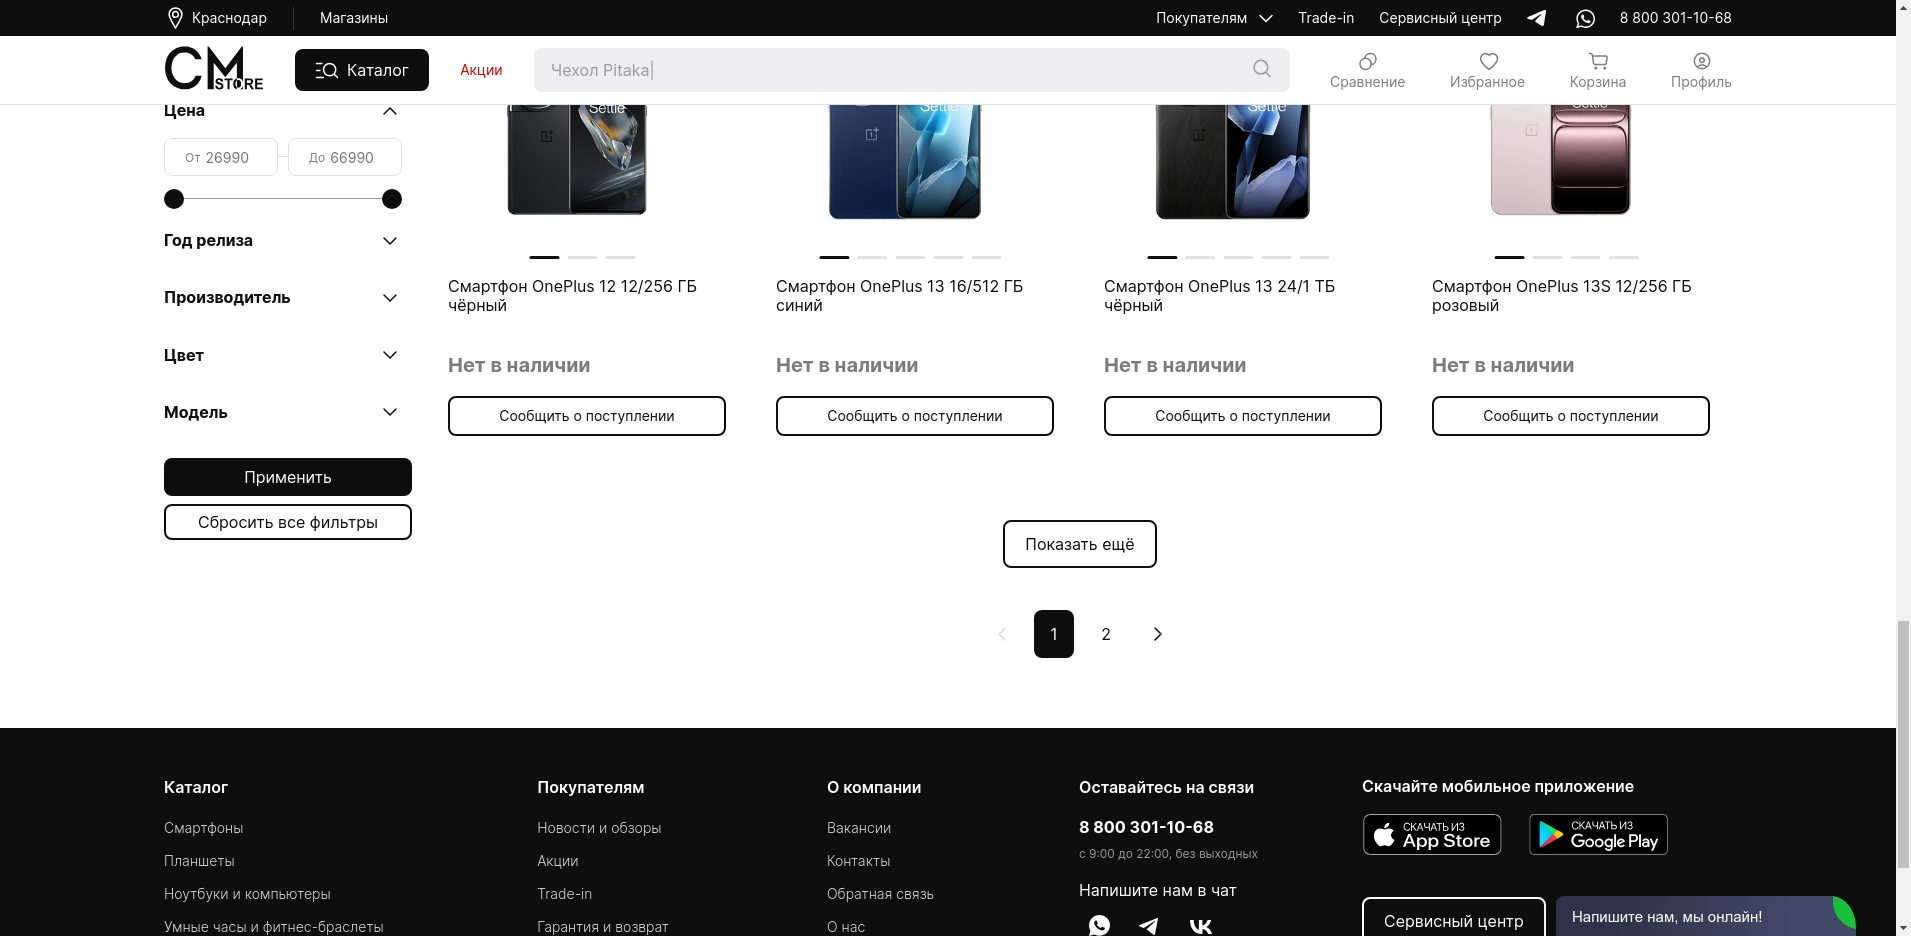 Краснодар
Магазины
Покупателям
Trade-in
Сервисный центр
8 800 301-10-68
CM STORE
Каталог
Акции
Чехол Pitaka|
Сравнение
Избранное
Корзина
Профиль
Цена
От 26990
До 66990
Год релиза
Производитель
Цвет
Модель
Применить
Сбросить все фильтры
Смартфон OnePlus 12 12/256 ГБ
чёрный
Нет в наличии
Сообщить о поступлении
Смартфон OnePlus 13 16/512 ГБ
синий
Нет в наличии
Сообщить о поступлении
Смартфон OnePlus 13 24/1 ТБ
чёрный
Нет в наличии
Сообщить о поступлении
Смартфон OnePlus 13S 12/256 ГБ
розовый
Нет в наличии
Сообщить о поступлении
Показать ещё
1
2
Каталог
Смартфоны
Планшеты
Ноутбуки и компьютеры
Умные часы и фитнес-браслеты
Покупателям
Новости и обзоры
Акции
Trade-in
Гарантия и возврат
О компании
Вакансии
Контакты
Обратная связь
О нас
Оставайтесь на связи
8 800 301-10-68
с 9:00 до 22:00, без выходных
Напишите нам в чат
Скачайте мобильное приложение
СКАЧАТЬ ИЗ
App Store
СКАЧАТЬ ИЗ
Google Play
Сервисный центр
Напишите нам, мы онлайн!